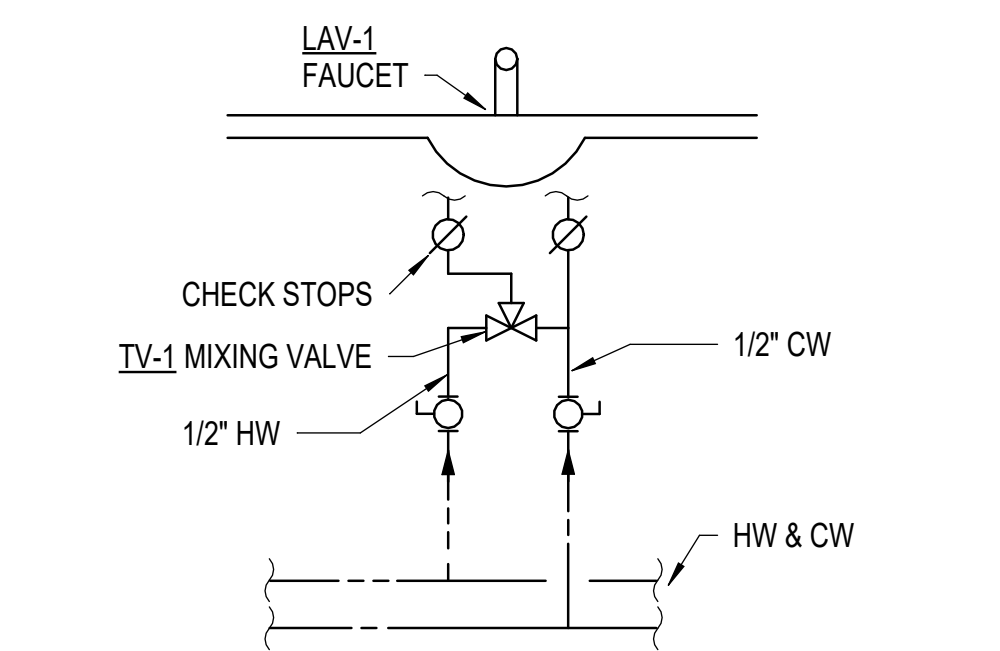 LAV-1
FAUCET
CHECK STOPS
TV-1 MIXING VALVE
1/2" CW
1/2" HW
HW & CW